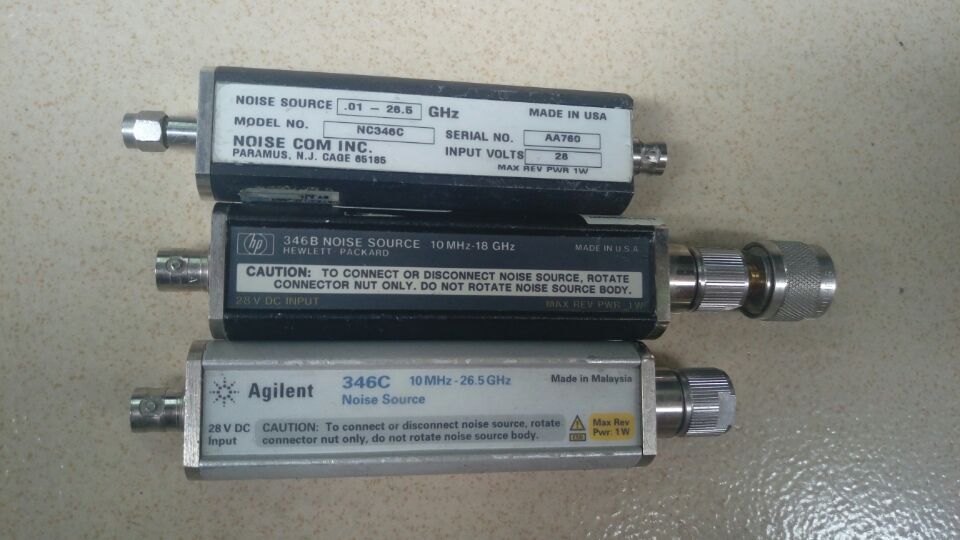 NOISE SOURCE .01 - 26.5 GHz MADE IN USA
MODEL NO. NC346C SERIAL NO. AA760
NOISE COM INC. INPUT VOLTS 28
PARAMUS, N.J. CAGE 65185 MAX REV PWR 1W
hp 346B NOISE SOURCE 10 MHz-18 GHz MADE IN U.S.A.
HEWLETT-PACKARD
CAUTION: TO CONNECT OR DISCONNECT NOISE SOURCE, ROTATE
CONNECTOR NUT ONLY. DO NOT ROTATE NOISE SOURCE BODY.
28 V DC INPUT MAX REV PWR 1W
Agilent 346C 10 MHz - 26.5 GHz Made in Malaysia
Noise Source
28 V DC Input
CAUTION: To connect or disconnect noise source, rotate
connector nut only, do not rotate noise source body.
Max Rev
Pwr: 1W